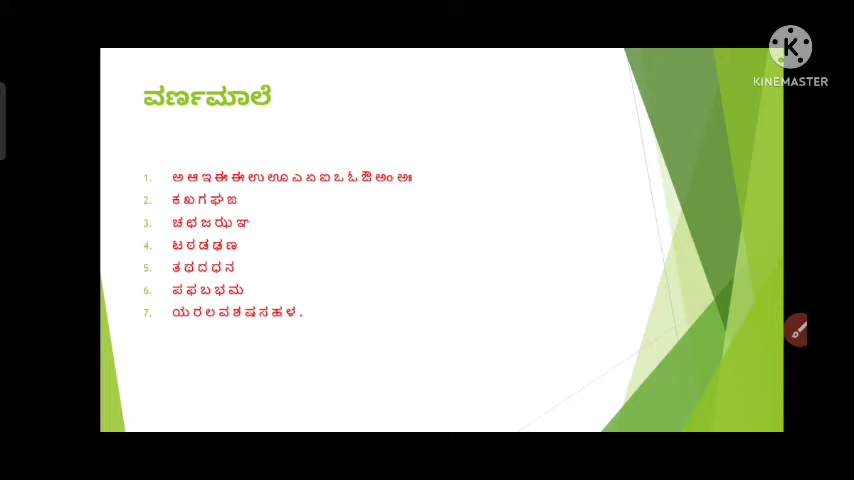 ವರ್ಣಮಾಲೆ
1. ಅ ಆ ಇ ಈ ಈ ಉ ಊ ಎ ಏ ಐ ಒ ಓ ಔ ಅಂ ಅಃ
2. ಕ ಖ ಗ ಘ ಙ
3. ಚ ಛ ಜ ಝ ಞ
4. ಟ ಠ ಡ ಢ ಣ
5. ತ ಥ ದ ಧ ನ
6. ಪ ಫ ಬ ಭ ಮ
7. ಯ ರ ಲ ವ ಶ ಷ ಸ ಹ ಳ .
K
KINEMASTER